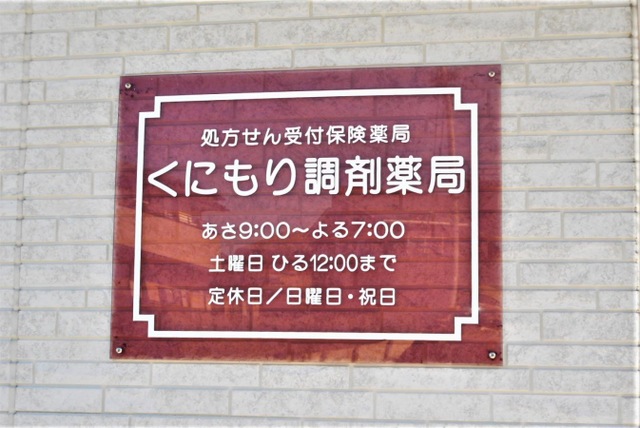 処方せん受付保険薬局
くにもり調剤薬局
あさ9:00～よる7:00
土曜日 ひる12:00まで
定休日／日曜日・祝日